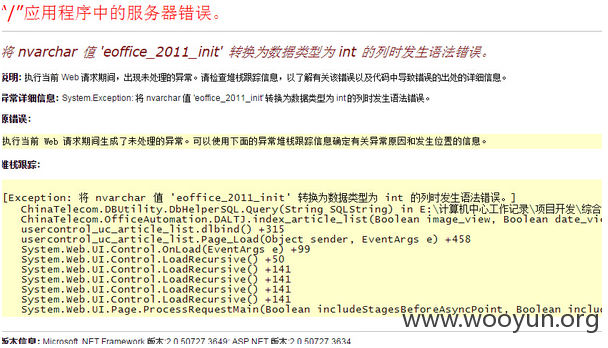 “/”应用程序中的服务器错误。
将 nvarchar 值 'eoffice_2011_init' 转换为数据类型为 int 的列时发生语法错误。
说明: 执行当前 Web 请求期间，出现未处理的异常。请检查堆栈跟踪信息，以了解有关该错误以及代码中导致错误的出处的详细信息。
异常详细信息: System.Exception: 将 nvarchar 值 'eoffice_2011_init' 转换为数据类型为 int 的列时发生语法错误。
原错误:
执行当前 Web 请求期间生成了未处理的异常。可以使用下面的异常堆栈跟踪信息确定有关异常原因和发生位置的信息。
堆栈跟踪:
[Exception: 将 nvarchar 值 'eoffice_2011_init' 转换为数据类型为 int 的列时发生语法错误。]
ChinaTelecom.DBUtility.DbHelperSQL.Query(String SQLString) in E:\计算机中心工作记录\项目开发\综合
ChinaTelecom.OfficeAutomation.DALTJ.index_article_list(Boolean image_view, Boolean date_vi
usercontrol_uc_article_list.dlbind() +315
usercontrol_uc_article_list.Page_Load(Object sender, EventArgs e) +458
System.Web.UI.Control.OnLoad(EventArgs e) +99
System.Web.UI.Control.LoadRecursive() +50
System.Web.UI.Control.LoadRecursive() +141
System.Web.UI.Control.LoadRecursive() +141
System.Web.UI.Control.LoadRecursive() +141
System.Web.UI.Control.LoadRecursive() +141
System.Web.UI.Page.ProcessRequestMain(Boolean includeStagesBeforeAsyncPoint, Boolean inclu
www.wooyun.org
版本信息: Microsoft .NET Framework 版本:2.0.50727.3649; ASP.NET 版本:2.0.50727.3634